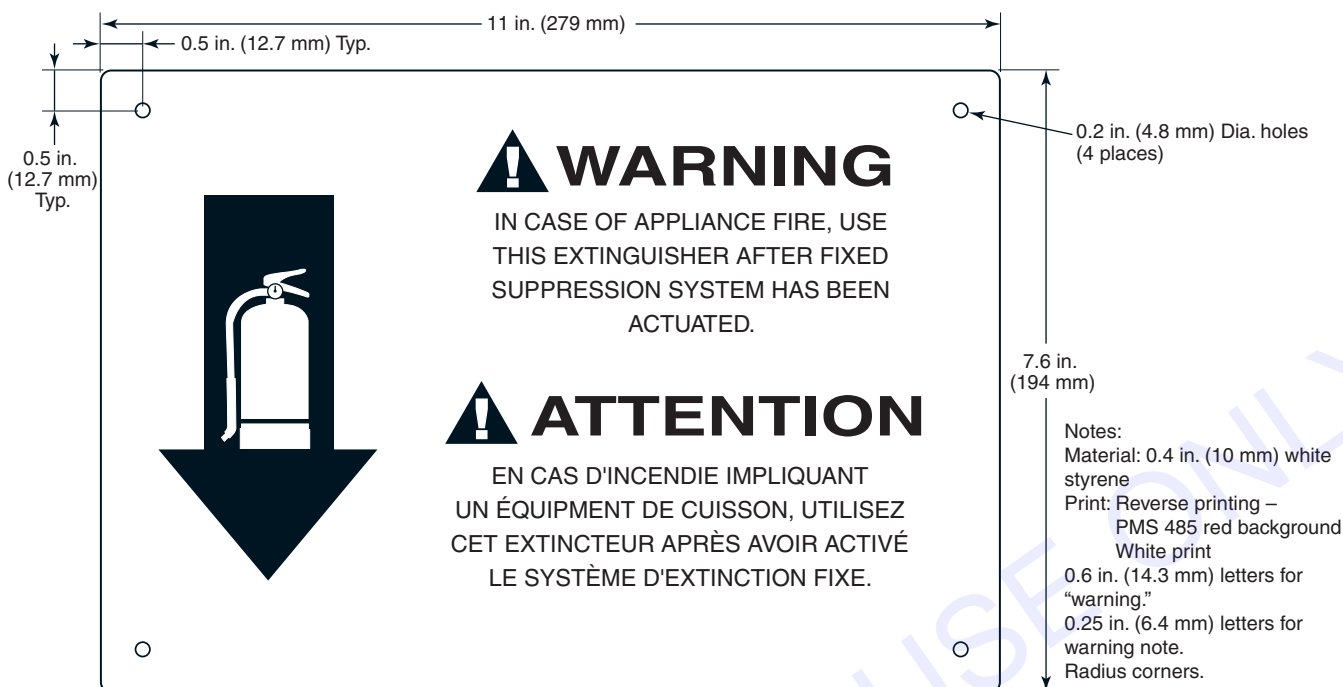 11 in. (279 mm)
0.5 in. (12.7 mm) Typ.
0.5 in.
(12.7 mm)
Typ.
0.2 in. (4.8 mm) Dia. holes
(4 places)
WARNING
IN CASE OF APPLIANCE FIRE, USE
THIS EXTINGUISHER AFTER FIXED
SUPPRESSION SYSTEM HAS BEEN
ACTUATED.
7.6 in.
(194 mm)
ATTENTION
EN CAS D'INCENDIE IMPLIQUANT
UN ÉQUIPMENT DE CUISSON, UTILISEZ
CET EXTINCTEUR APRÈS AVOIR ACTIVÉ
LE SYSTÈME D'EXTINCTION FIXE.
Notes:
Material: 0.4 in. (10 mm) white
styrene
Print: Reverse printing –
PMS 485 red background
White print
0.6 in. (14.3 mm) letters for
“warning.”
0.25 in. (6.4 mm) letters for
warning note.
Radius corners.
USE ONLY